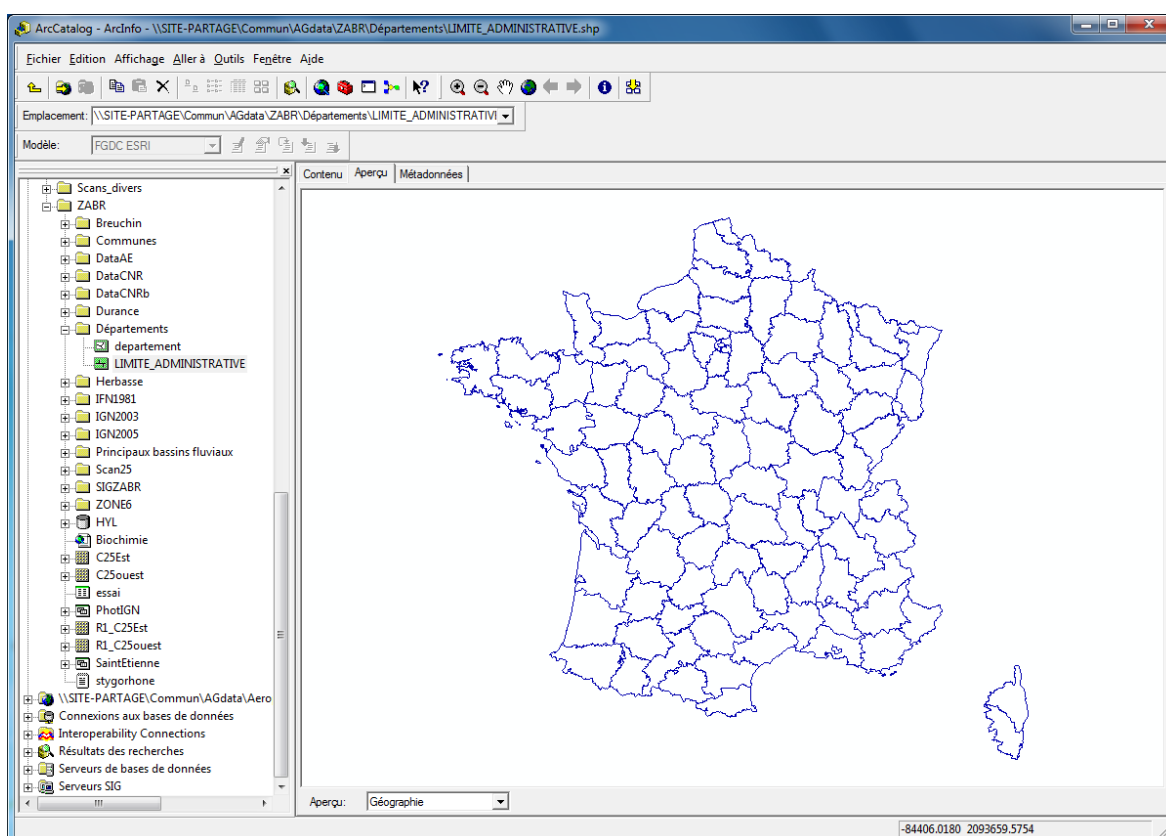 ArcCatalog - ArcInfo - \\SITE-PARTAGE\Commun\AGdata\ZABR\Départements\LIMITE_ADMINISTRATIVE.shp
Fichier Edition Affichage Aller à Outils Fenêtre Aide
Emplacement: \\SITE-PARTAGE\Commun\AGdata\ZABR\Départements\LIMITE_ADMINISTRATIVI
Modèle: FGDC ESRI
Contenu Aperçu Métadonnées
Scans_divers
ZABR
Breuchin
Communes
DataAE
DataCNR
DataCNRb
Durance
Départements
departement
LIMITE_ADMINISTRATIVE
Herbasse
IFN1981
IGN2003
IGN2005
Principaux bassins fluviaux
Scan25
SIGZABR
ZONE6
HYL
Biochimie
C25Est
C25ouest
essai
PhotIGN
R1_C25Est
R1_C25ouest
SaintEtienne
stygorhone
\\SITE-PARTAGE\Commun\AGdata\Aero
Connexions aux bases de données
Interoperability Connections
Résultats des recherches
Serveurs de bases de données
Serveurs SIG
Aperçu: Géographie
-84406.0180 2093659.5754